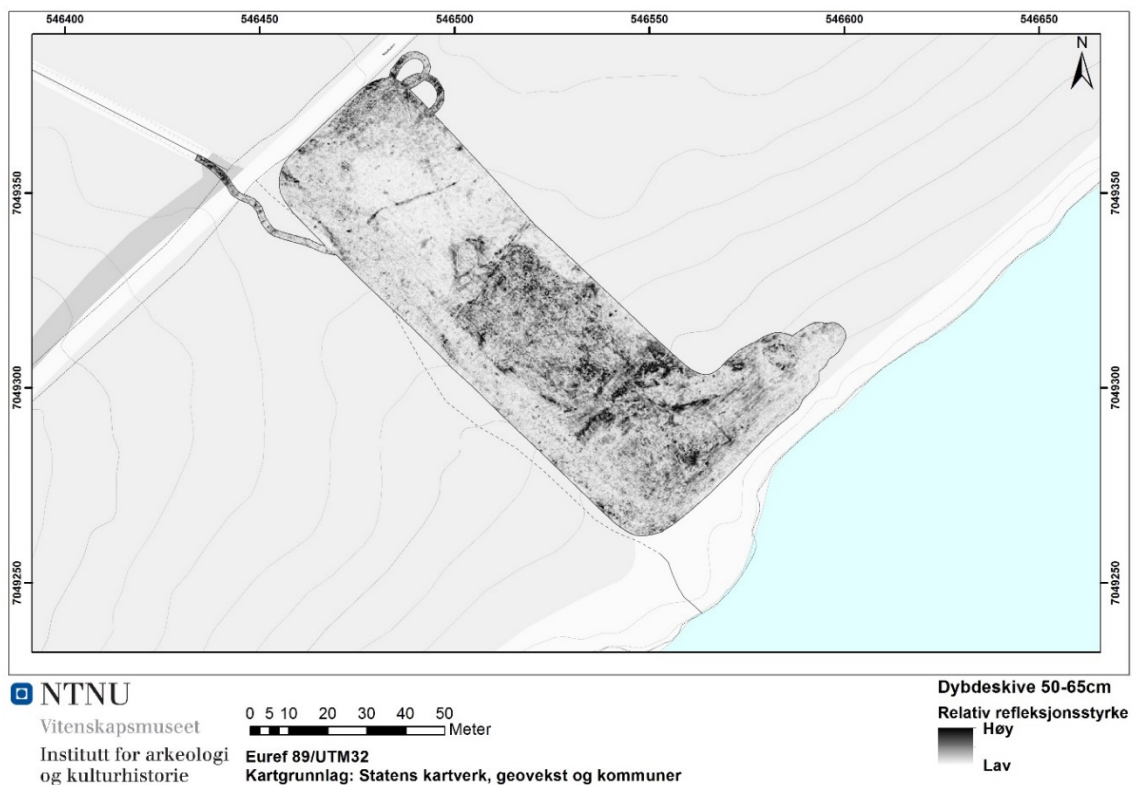 546400 546450 546500 546550 546600 546650
N
7049350 7049350
7049300 7049300
7049250 7049250
NTNU
Vitenskapsmuseet
Institutt for arkeologi
og kulturhistorie
0 5 10 20 30 40 50
Meter
Euref 89/UTM32
Kartgrunnlag: Statens kartverk, geovekst og kommuner
Dybdeskive 50-65cm
Relativ refleksjonsstyrke
Høy
Lav